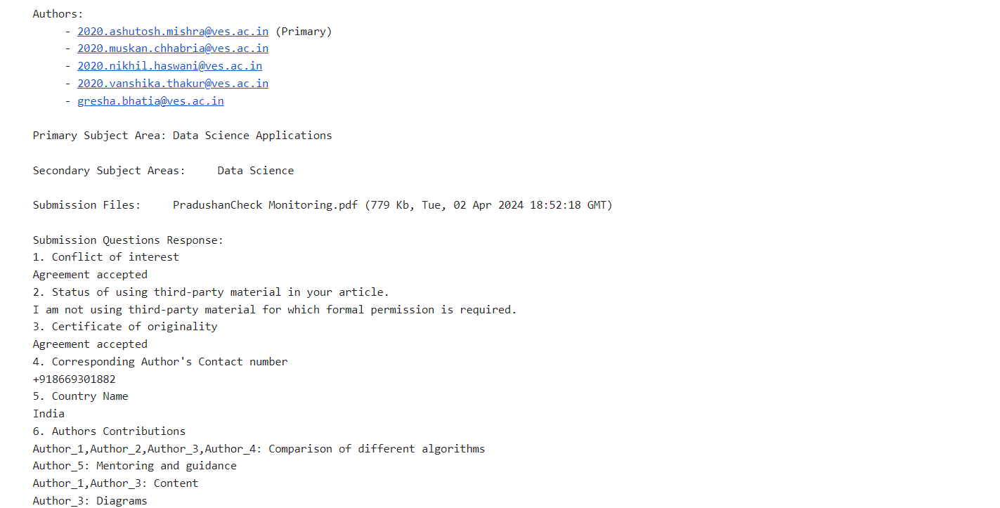 Authors:
- 2020.ashutosh.mishra@ves.ac.in (Primary)
- 2020.muskan.chhabria@ves.ac.in
- 2020.nikhil.haswani@ves.ac.in
- 2020.vanshika.thakur@ves.ac.in
- gresha.bhatia@ves.ac.in
Primary Subject Area: Data Science Applications
Secondary Subject Areas: Data Science
Submission Files: PradushanCheck Monitoring.pdf (779 Kb, Tue, 02 Apr 2024 18:52:18 GMT)
Submission Questions Response:
1. Conflict of interest
Agreement accepted
2. Status of using third-party material in your article.
I am not using third-party material for which formal permission is required.
3. Certificate of originality
Agreement accepted
4. Corresponding Author's Contact number
+918669301882
5. Country Name
India
6. Authors Contributions
Author_1,Author_2,Author_3,Author_4: Comparison of different algorithms
Author_5: Mentoring and guidance
Author_1,Author_3: Content
Author_3: Diagrams